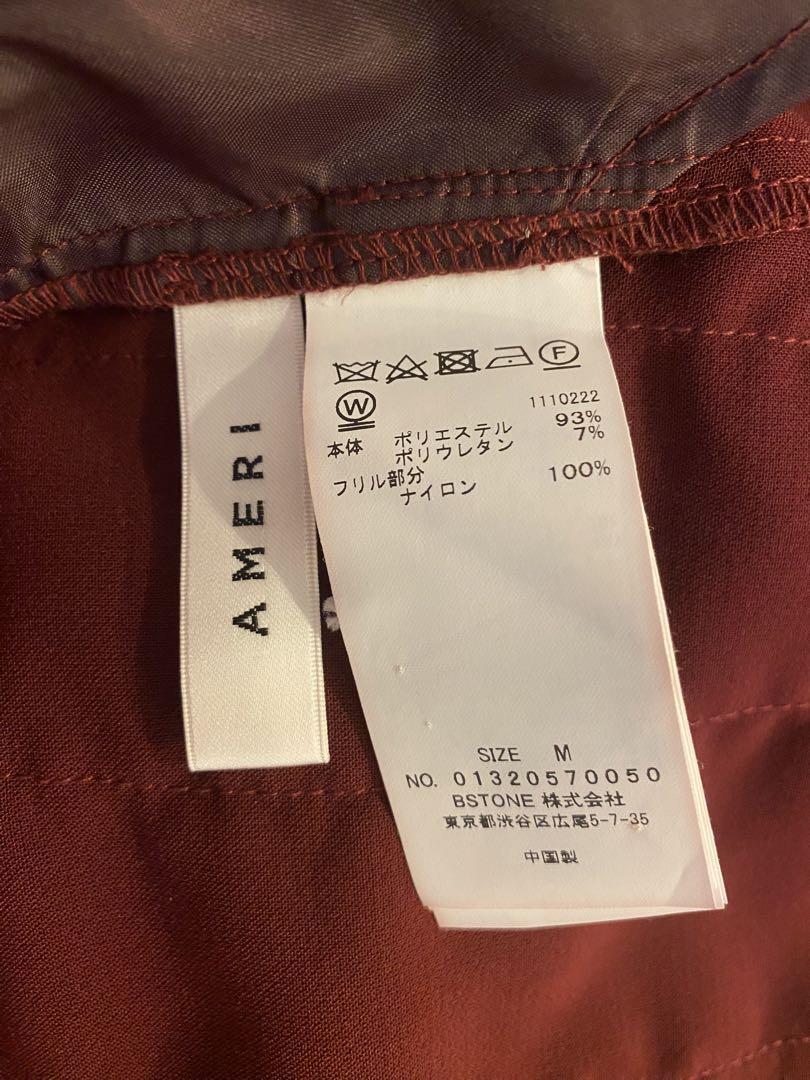 AMERI
F
W
1110222
本体 ポリエステル 93%
ポリウレタン 7%
フリル部分
ナイロン 100%
SIZE M
NO. 01320570050
BSTONE 株式会社
東京都渋谷区広尾5-7-35
中国製